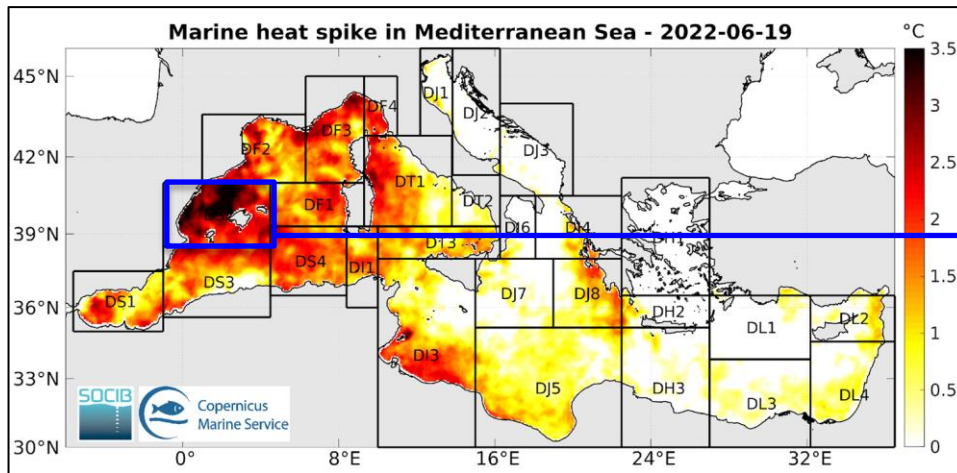 Marine heat spike in Mediterranean Sea - 2022-06-19
°C
45°N
42°N
39°N
36°N
33°N
30°N
0
8°E
16°E
24°E
32°E
3.5
3
2.5
2
1.5
1
0.5
0
DJ1
DF4
DJ2
DF3
DF2
DJ3
DT1
DF1
DT2
DJ6
DJ4
DT3
DS4
DI1
DS3
DJ7
DJ8
DS1
DH2
DL1
DL2
DI3
DJ5
DH3
DL3
DL4
SOCIB
Copernicus
Marine Service